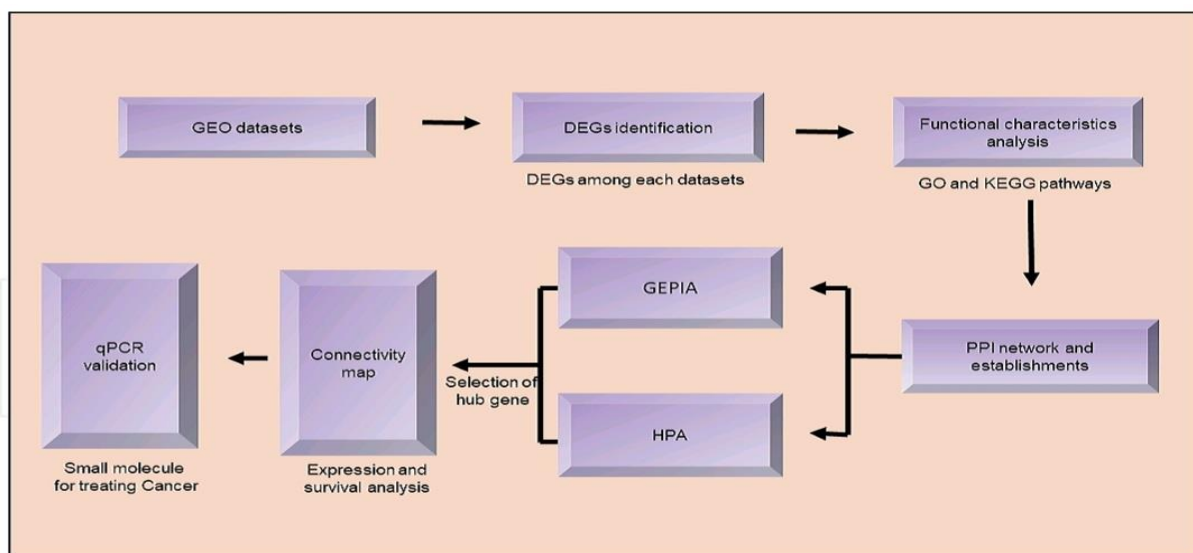 GEO datasets
DEGs identification
DEGs among each datasets
Functional characteristics
analysis
GO and KEGG pathways
PPI network and
establishments
GEPIA
HPA
Selection of
hub gene
Connectivity
map
Expression and
survival analysis
qPCR
validation
Small molecule
for treating Cancer